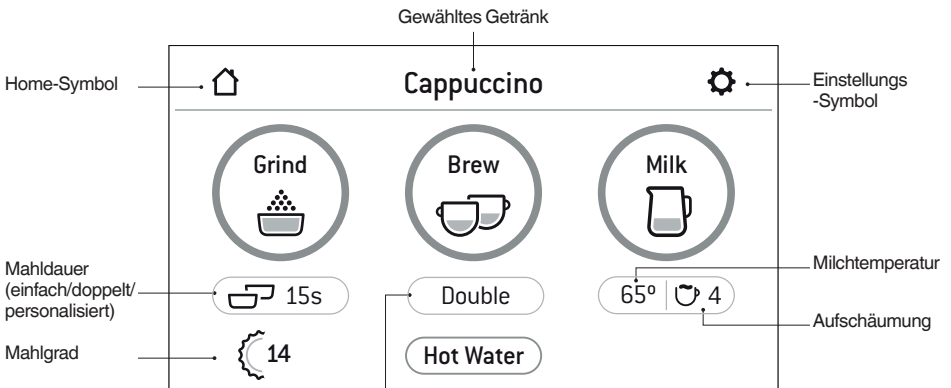 Gewähltes Getränk
Home-Symbol
Cappuccino
Einstellungs
-Symbol
Grind
Brew
Milk
Mahldauer
(einfach/doppelt/
personalisiert)
15s
Double
65º
4
Milchtemperatur
Aufschäumung
Mahlgrad
14
Hot Water